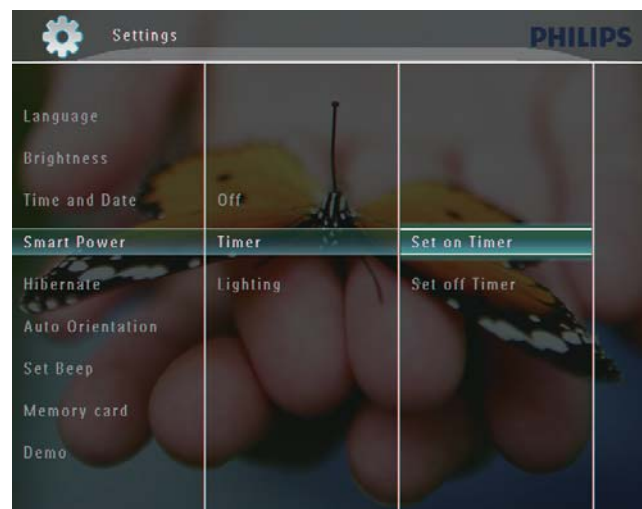 Settings
PHILIPS
Language
Brightness
Time and Date
Off
Smart Power
Timer
Set on Timer
Hibernate
Lighting
Set off Timer
Auto Orientation
Set Beep
Memory card
Demo